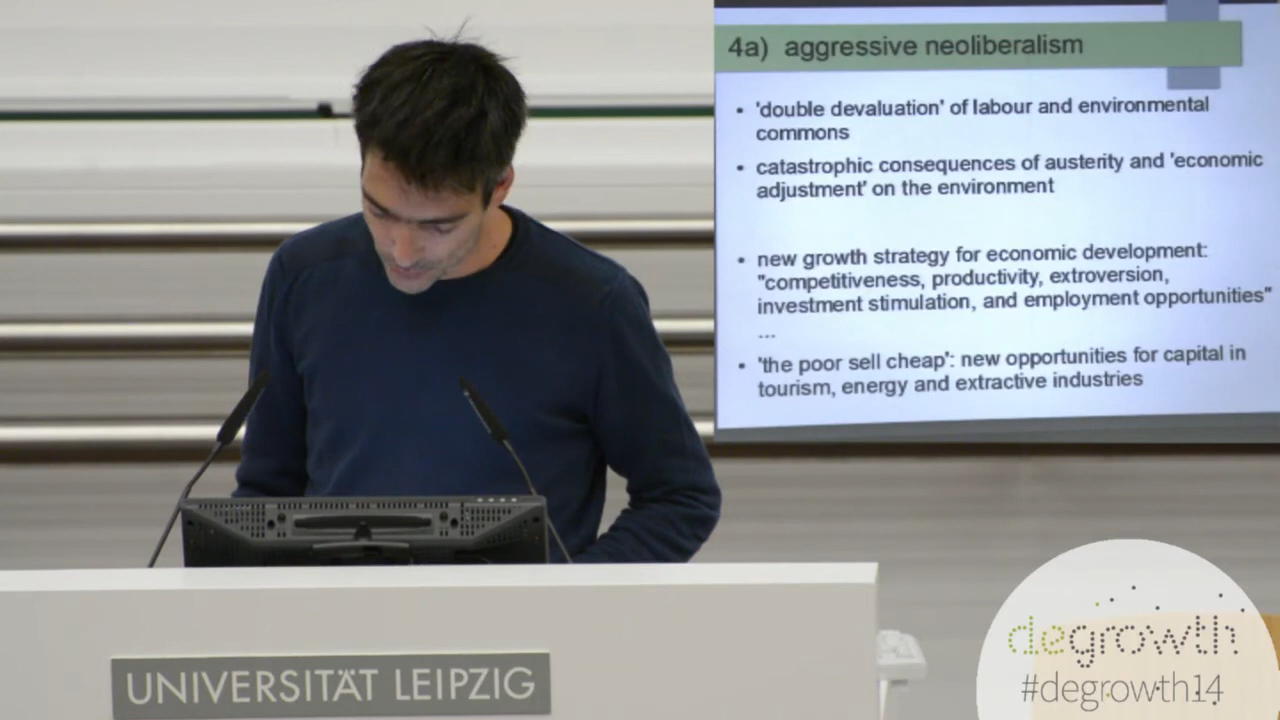 4a) aggressive neoliberalism
• 'double devaluation' of labour and environmental
commons
• catastrophic consequences of austerity and 'economic
adjustment' on the environment
• new growth strategy for economic development:
"competitiveness, productivity, extroversion,
investment stimulation, and employment opportunities"
...
• 'the poor sell cheap': new opportunities for capital in
tourism, energy and extractive industries
UNIVERSITÄT LEIPZIG
degrowth
#degrowth14